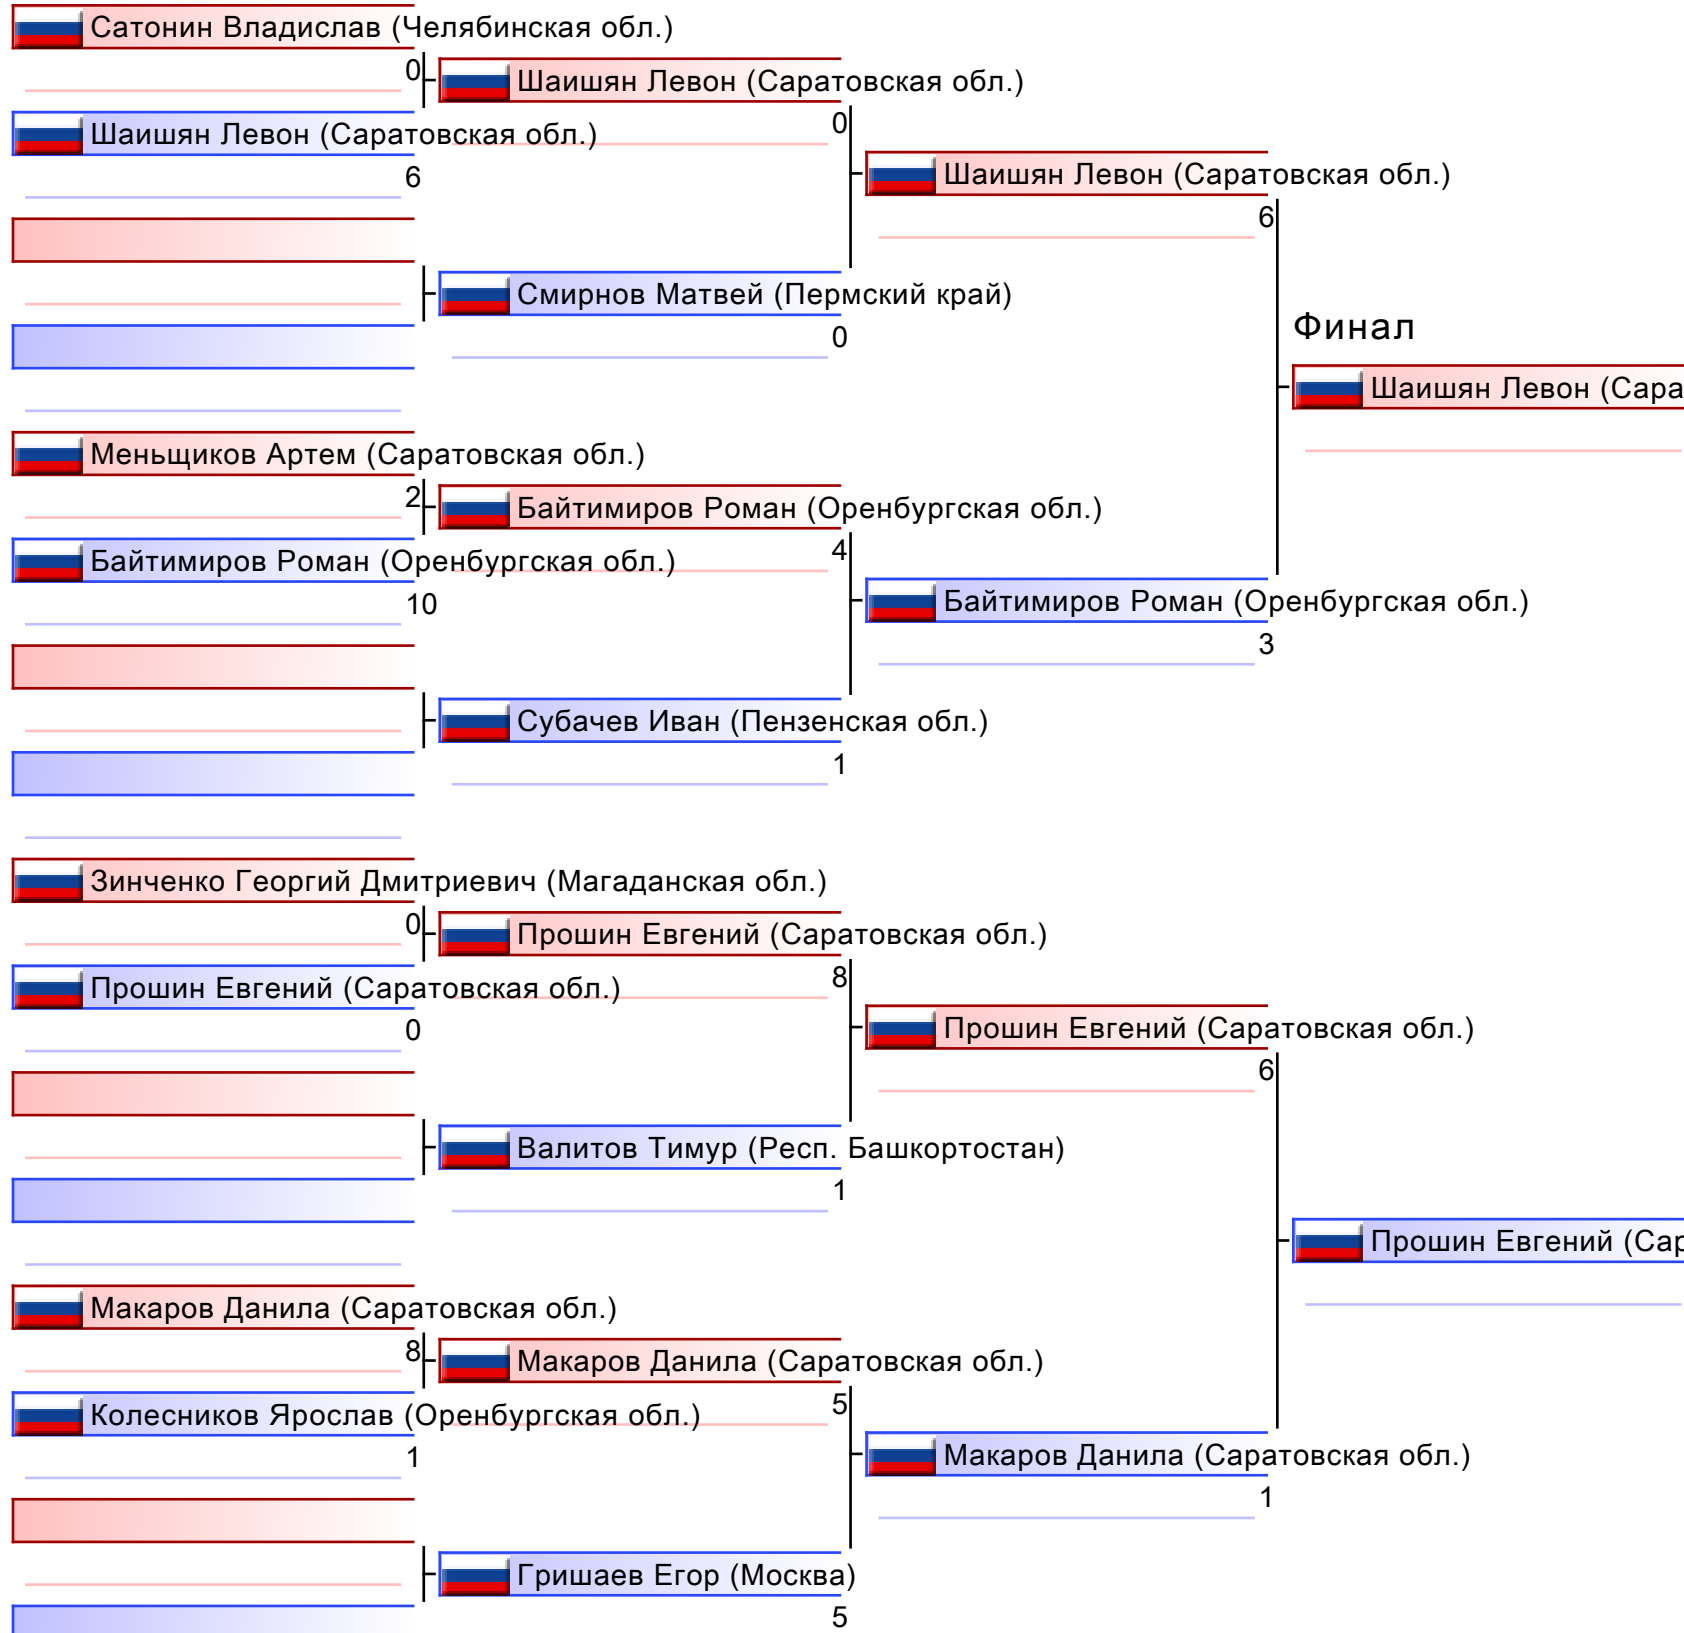 Сатонин Владислав (Челябинская обл.)
0
Шаишян Левон (Саратовская обл.)
6
Меньщиков Артем (Саратовская обл.)
2
Байтимиров Роман (Оренбургская обл.)
10
Зинченко Георгий Дмитриевич (Магаданская обл.)
0
Прошин Евгений (Саратовская обл.)
0
Макаров Данила (Саратовская обл.)
8
Колесников Ярослав (Оренбургская обл.)
1
Шаишян Левон (Саратовская обл.)
0
Смирнов Матвей (Пермский край)
0
Байтимиров Роман (Оренбургская обл.)
4
Субачев Иван (Пензенская обл.)
1
Прошин Евгений (Саратовская обл.)
8
Валитов Тимур (Респ. Башкортостан)
1
Макаров Данила (Саратовская обл.)
5
Гришаев Егор (Москва)
5
Шаишян Левон (Саратовская обл.)
6
Байтимиров Роман (Оренбургская обл.)
3
Прошин Евгений (Саратовская обл.)
6
Макаров Данила (Саратовская обл.)
1
Финал
Шаишян Левон (Сара
Прошин Евгений (Сар